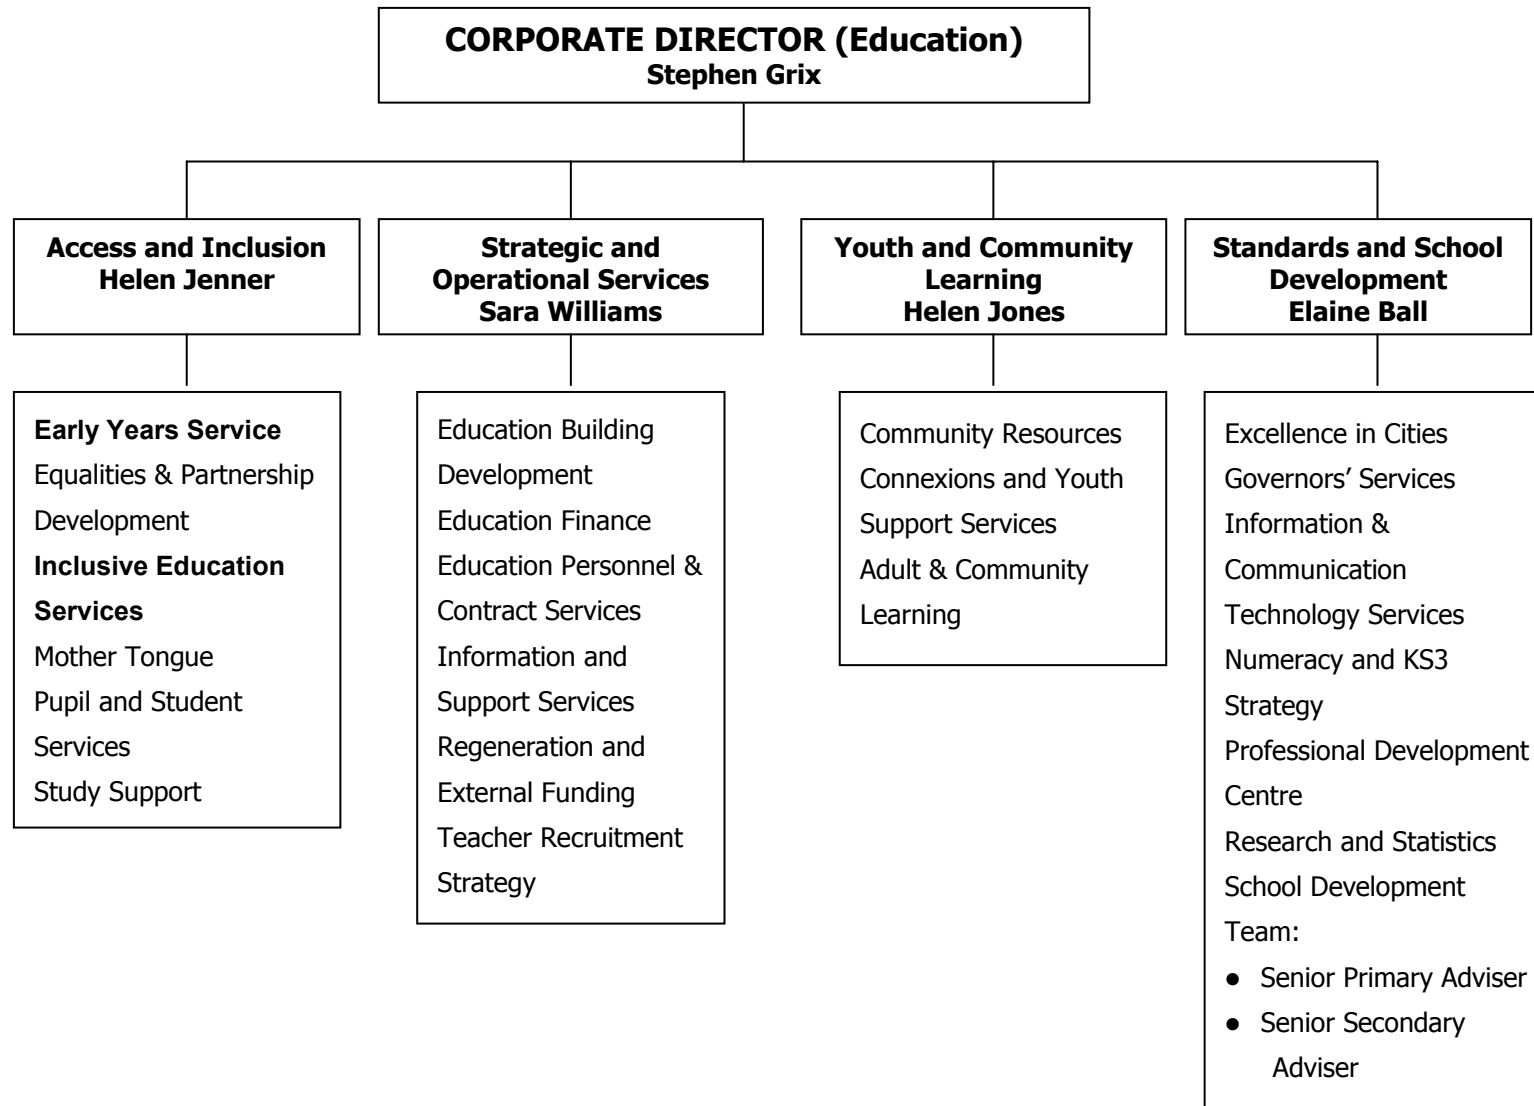 CORPORATE DIRECTOR (Education)
Stephen Grix
Access and Inclusion
Helen Jenner
Strategic and
Operational Services
Sara Williams
Youth and Community
Learning
Helen Jones
Standards and School
Development
Elaine Ball
Early Years Service
Equalities & Partnership
Development
Inclusive Education
Services
Mother Tongue
Pupil and Student
Services
Study Support
Education Building
Development
Education Finance
Education Personnel &
Contract Services
Information and
Support Services
Regeneration and
External Funding
Teacher Recruitment
Strategy
Community Resources
Connexions and Youth
Support Services
Adult & Community
Learning
Excellence in Cities
Governors’ Services
Information &
Communication
Technology Services
Numeracy and KS3
Strategy
Professional Development
Centre
Research and Statistics
School Development
Team:
● Senior Primary Adviser
● Senior Secondary
Adviser